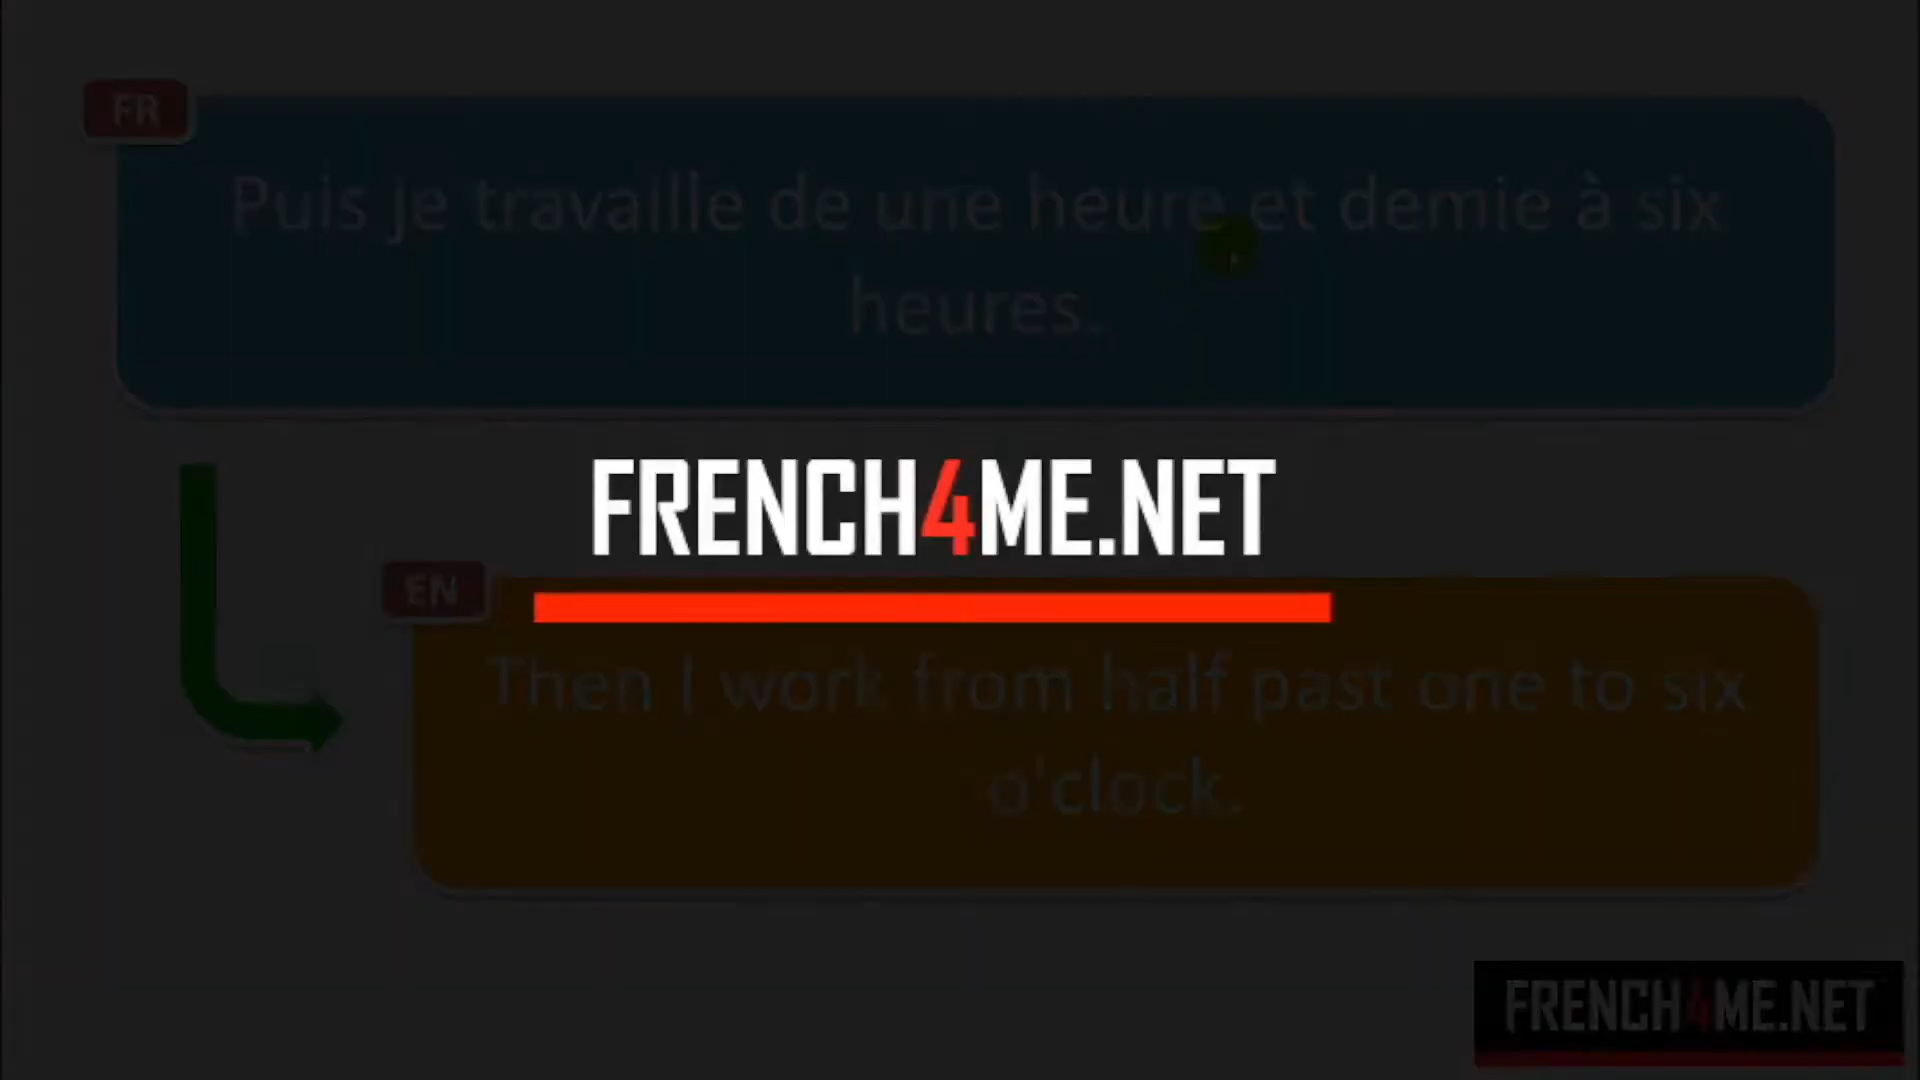 FR
Puis je travaille de une heure et demie à six
heures.
FRENCH4ME.NET
EN
Then I work from half past one to six
o'clock.
FRENCH4ME.NET